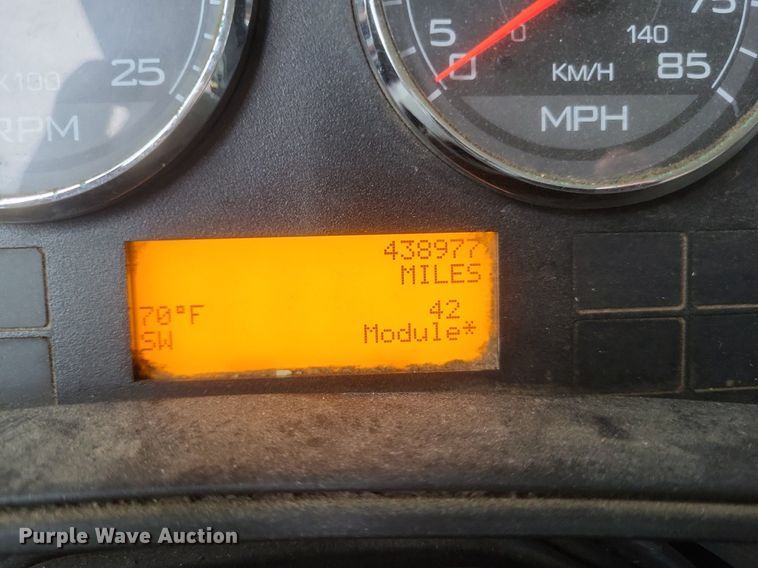 25
X100
RPM
5
0
0
140
75
KM/H
85
MPH
438977
MILES
70°F
42
SW
Module*
Purple Wave Auction